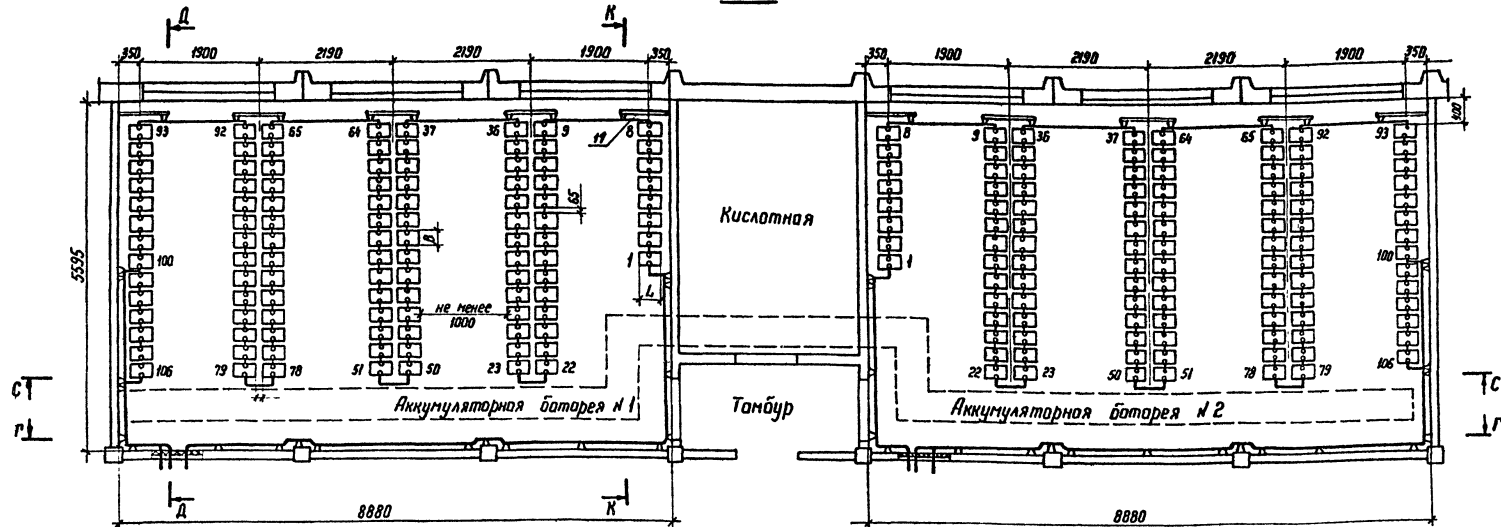 Д К
350 1900 2190 2190 1900 350 350 1900 2190 2190 1900 350
400
93 92 65 64 37 36 9 8 8 9 36 37 64 65 92 93
11
65
В
Кислотная
5595
100 1 1 100
L
не менее
1000
106 79 78 51 50 23 22 22 23 50 51 78 79 106
С С
Аккумуляторная батарея N 1 Тамбур Аккумуляторная батарея N 2
Г Г
Д К
8880 8880